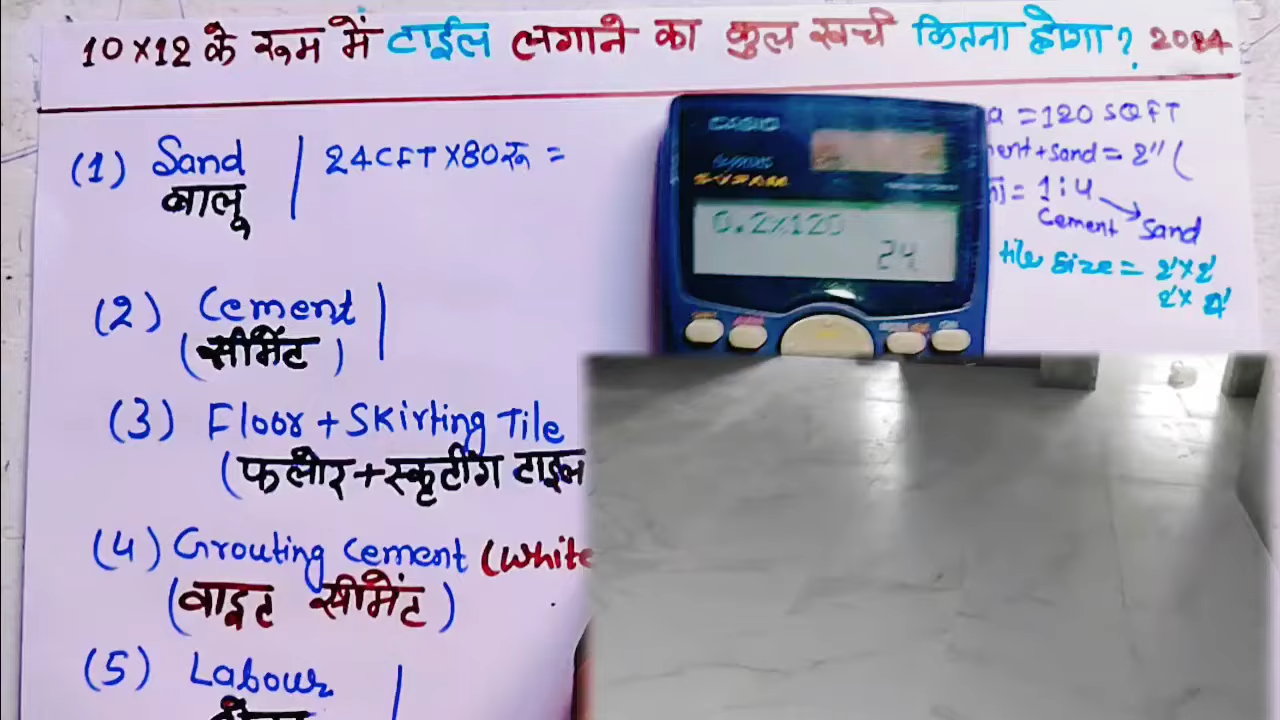 10×12 के रूम में टाईल लगाने का कुल खर्च कितना होगा? 2024
(1) Sand | 24CFT×80रू =
बालू
(2) Cement |
(सीमेंट)
(3) Floor + Skirting Tile
(फ्लोर+स्कृटींग टाइल
(4) Grouting Cement (White
(वाइट सीमेंट)
(5) Labour |
CASIO
S-V.P.A.M.
0.2×120
24
a = 120 SQFT
ment+Sand = 2" (
= 1:4
Cement → Sand
tile Size = 2'×2'
2'× 4'